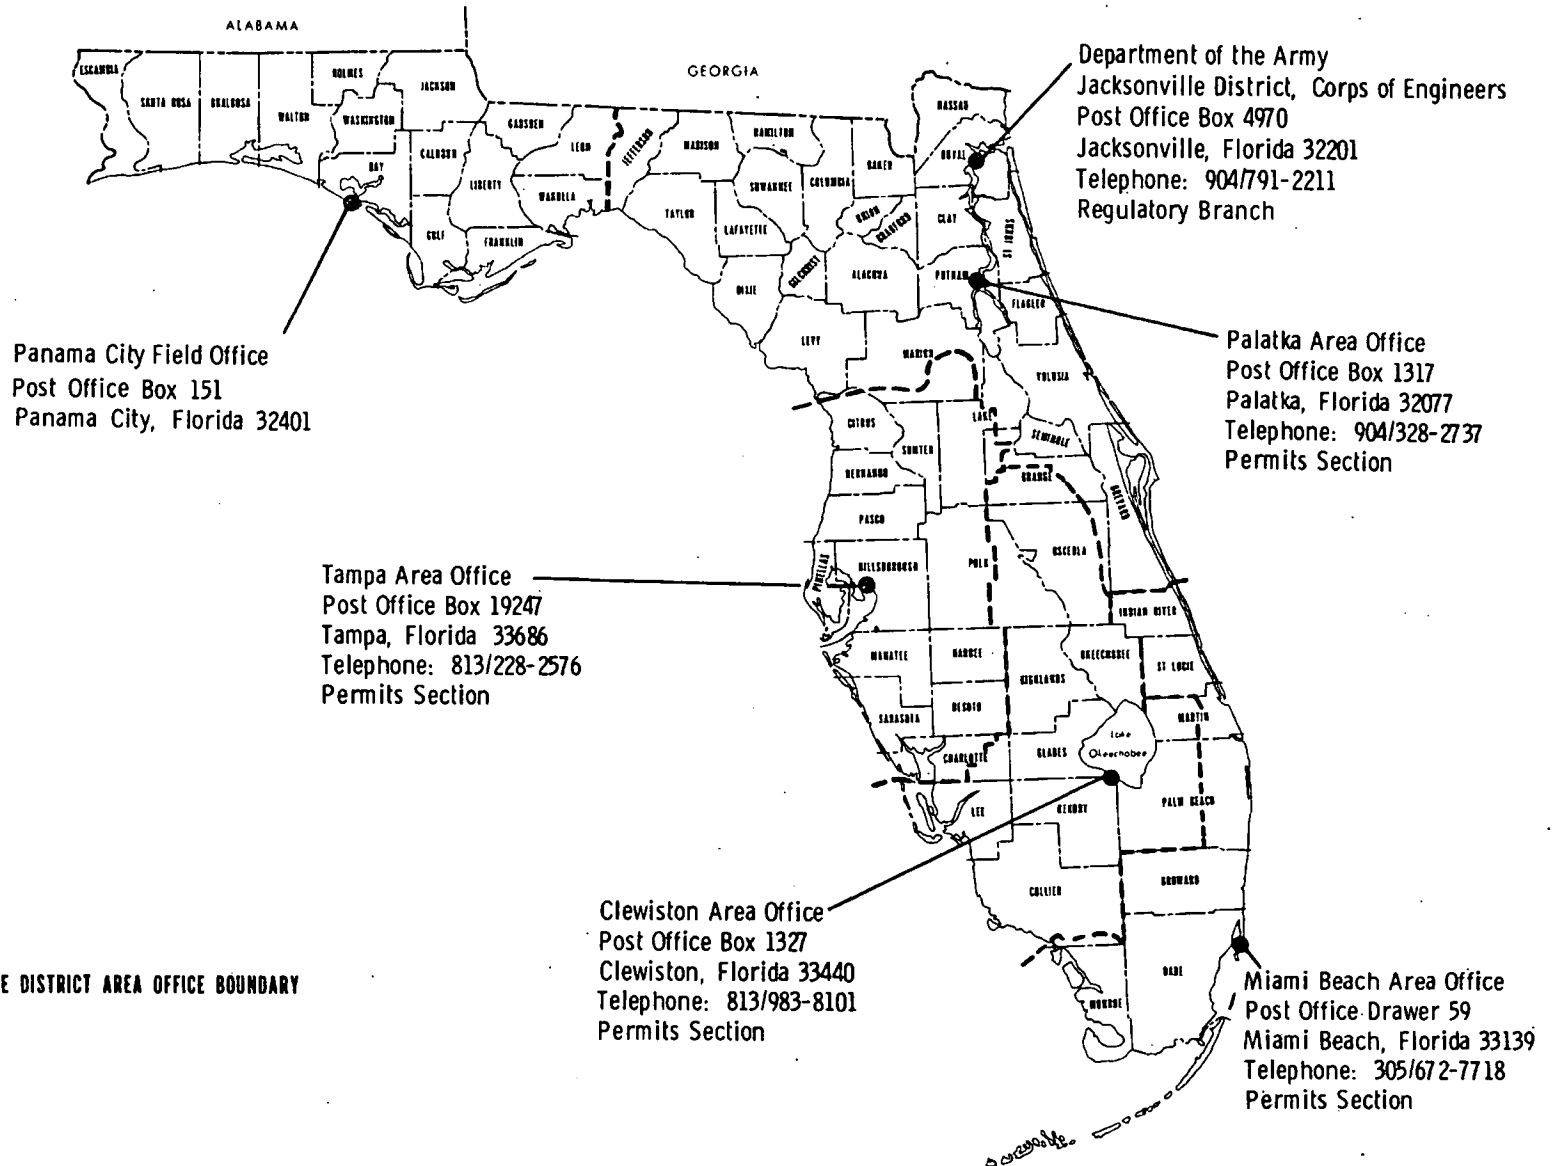 ALABAMA
GEORGIA
ESCAMBIA
SANTA ROSA
OKALOOSA
WALTON
HOLMES
WASHINGTON
JACKSON
BAY
CALHOUN
GULF
GADSDEN
LIBERTY
LEON
WAKULLA
FRANKLIN
JEFFERSON
MADISON
TAYLOR
HAMILTON
SUWANNEE
LAFAYETTE
DIXIE
COLUMBIA
GILCHRIST
BAKER
UNION
BRADFORD
ALACHUA
LEVY
NASSAU
DUVAL
CLAY
ST JOHNS
PUTNAM
FLAGLER
MARION
VOLUSIA
CITRUS
SUMTER
LAKE
SEMINOLE
HERNANDO
ORANGE
BREVARD
PASCO
PINELLAS
HILLSBOROUGH
POLK
OSCEOLA
INDIAN RIVER
MANATEE
HARDEE
HIGHLANDS
OKEECHOBEE
ST LUCIE
SARASOTA
DESOTO
MARTIN
CHARLOTTE
GLADES
Lake
Okeechobee
LEE
HENDRY
PALM BEACH
COLLIER
BROWARD
DADE
MONROE
Department of the Army
Jacksonville District, Corps of Engineers
Post Office Box 4970
Jacksonville, Florida 32201
Telephone: 904/791-2211
Regulatory Branch
Panama City Field Office
Post Office Box 151
Panama City, Florida 32401
Palatka Area Office
Post Office Box 1317
Palatka, Florida 32077
Telephone: 904/328-2737
Permits Section
Tampa Area Office
Post Office Box 19247
Tampa, Florida 33686
Telephone: 813/228-2576
Permits Section
Clewiston Area Office
Post Office Box 1327
Clewiston, Florida 33440
Telephone: 813/983-8101
Permits Section
E DISTRICT AREA OFFICE BOUNDARY
Miami Beach Area Office
Post Office Drawer 59
Miami Beach, Florida 33139
Telephone: 305/672-7718
Permits Section